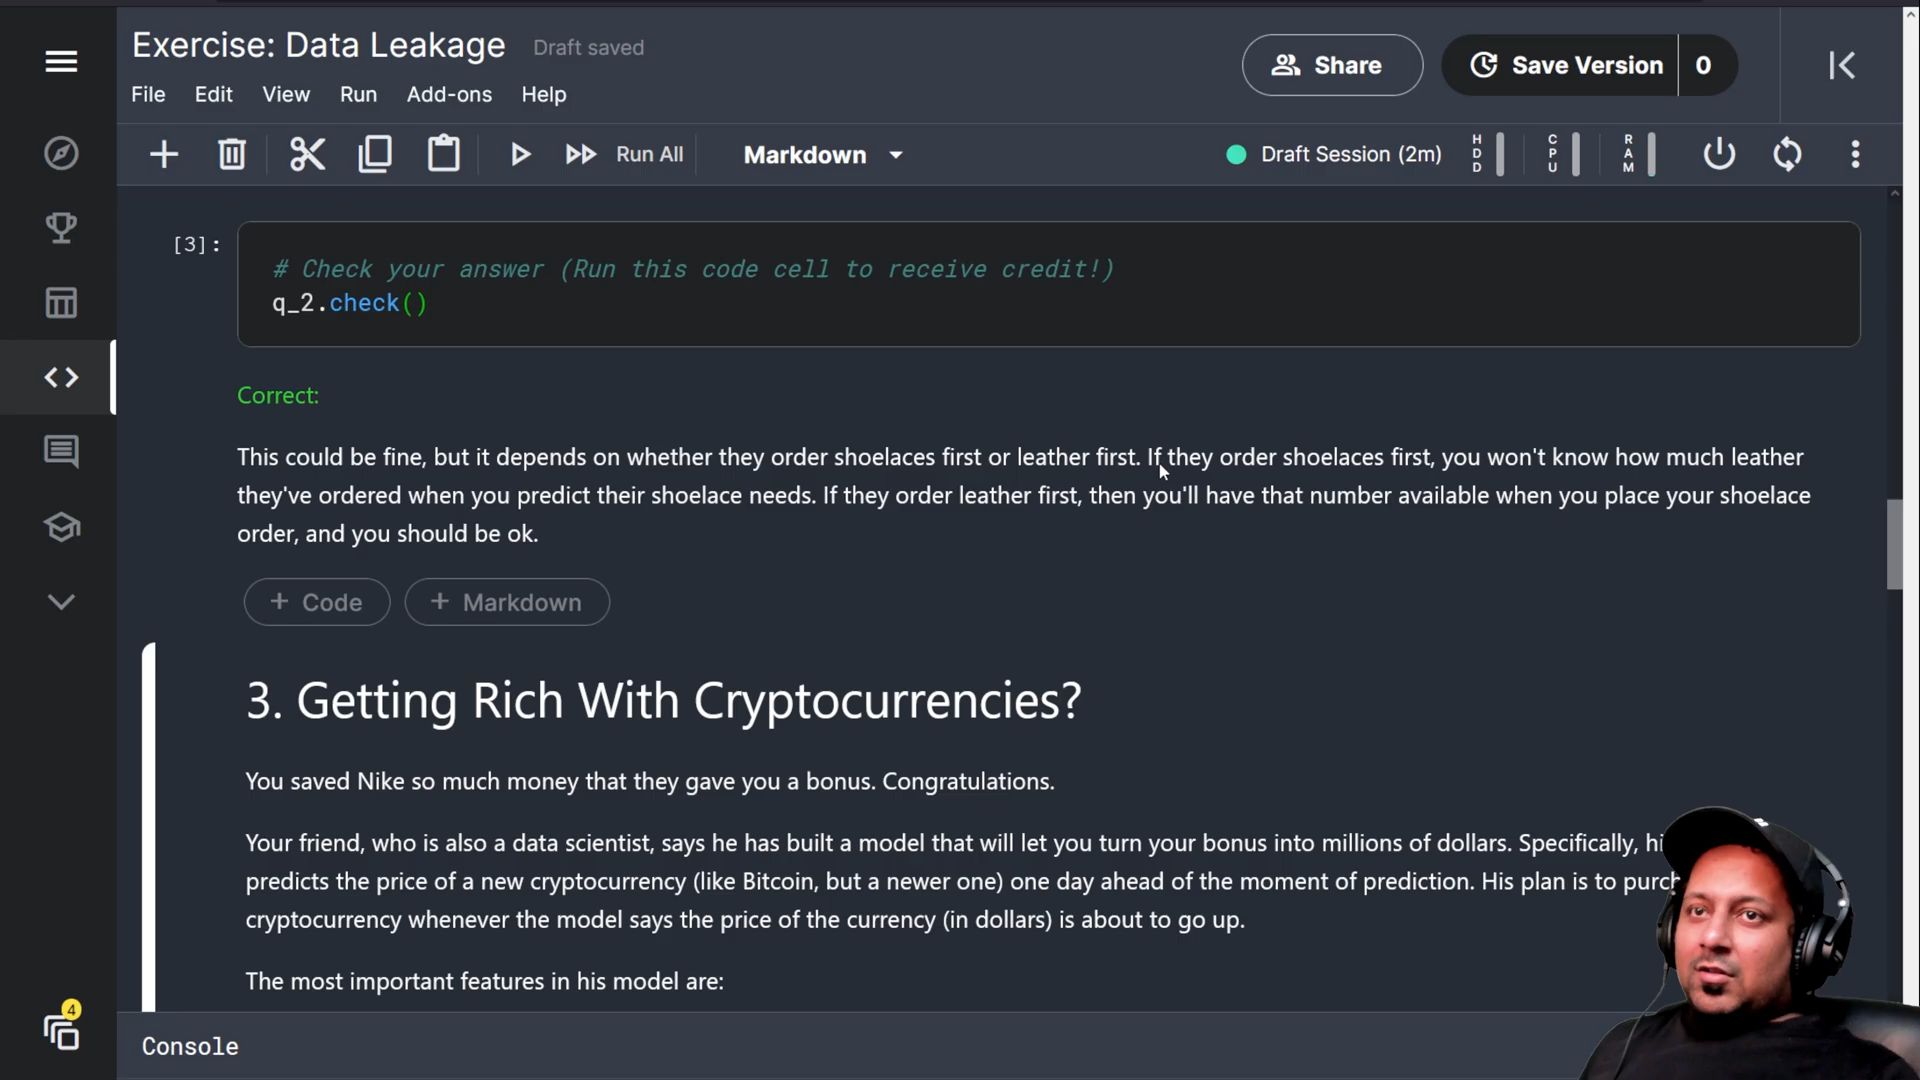 Exercise: Data Leakage Draft saved
Share
Save Version 0
File Edit View Run Add-ons Help
Run All Markdown Draft Session (2m) HDD CPU RAM
[3]:
# Check your answer (Run this code cell to receive credit!)
q_2.check()
Correct:
This could be fine, but it depends on whether they order shoelaces first or leather first. If they order shoelaces first, you won't know how much leather
they've ordered when you predict their shoelace needs. If they order leather first, then you'll have that number available when you place your shoelace
order, and you should be ok.
+ Code + Markdown
3. Getting Rich With Cryptocurrencies?
You saved Nike so much money that they gave you a bonus. Congratulations.
Your friend, who is also a data scientist, says he has built a model that will let you turn your bonus into millions of dollars. Specifically,
predicts the price of a new cryptocurrency (like Bitcoin, but a newer one) one day ahead of the moment of prediction. His plan is to
cryptocurrency whenever the model says the price of the currency (in dollars) is about to go up.
The most important features in his model are:
4
Console